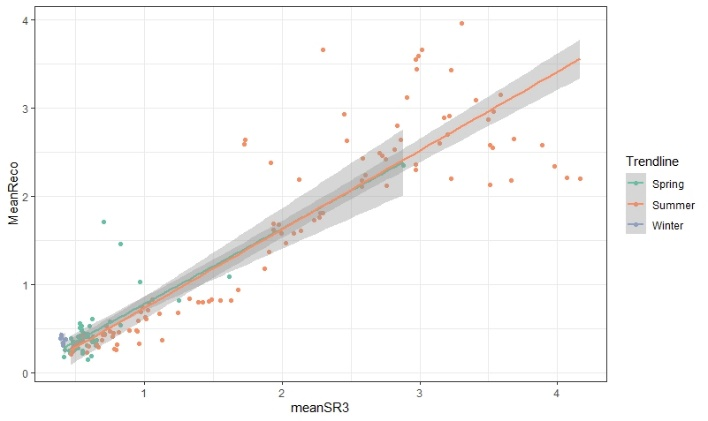 4
3
2
1
0
MeanReco
1
2
3
4
meanSR3
Trendline
Spring
Summer
Winter